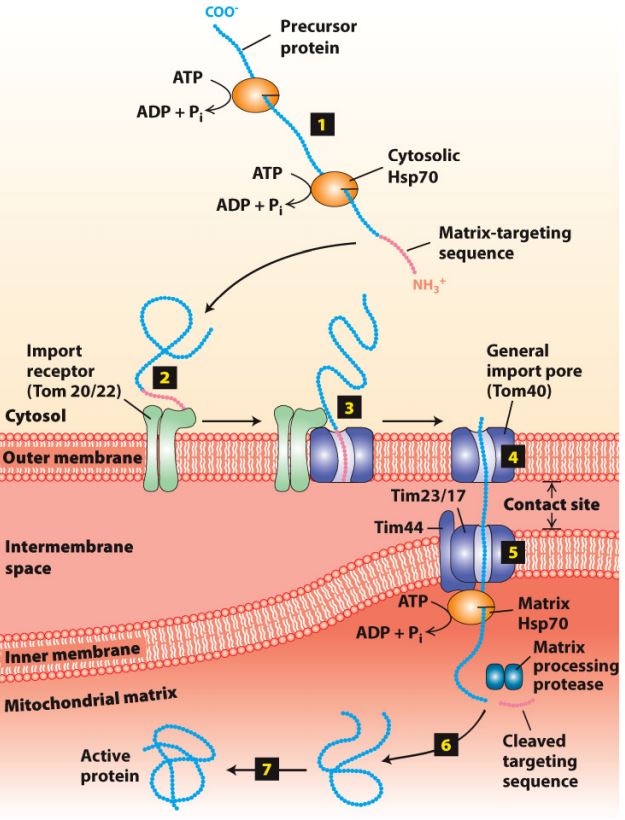 COO⁻
Precursor
protein
ATP
ADP + Pi
1
ATP
Cytosolic
Hsp70
ADP + Pi
Matrix-targeting
sequence
NH₃⁺
Import
receptor
(Tom 20/22)
2
3
General
import pore
(Tom40)
Cytosol
Outer membrane
4
Tim23/17
Contact site
Tim44
Intermembrane
space
5
ATP
Matrix
Hsp70
ADP + Pi
Inner membrane
Matrix
processing
protease
Mitochondrial matrix
6
Cleaved
targeting
sequence
Active
protein
7